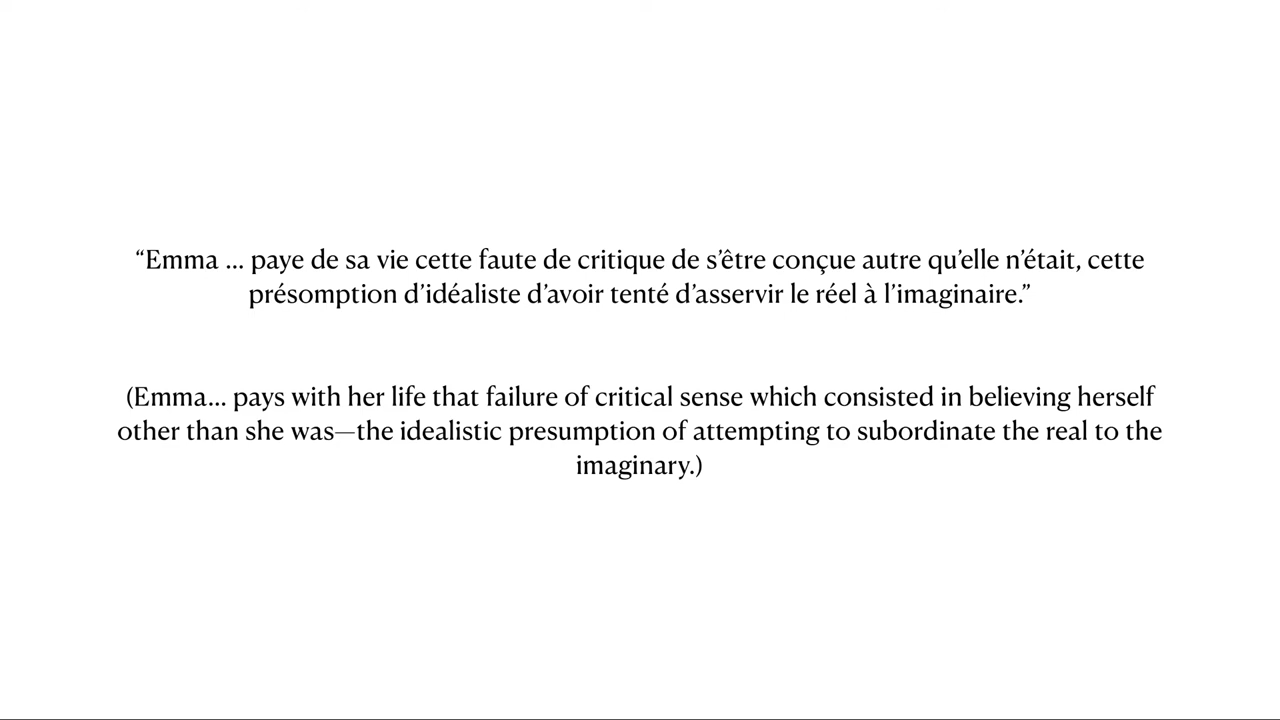 “Emma ... paye de sa vie cette faute de critique de s’être conçue autre qu’elle n’était, cette
présomption d’idéaliste d’avoir tenté d’asservir le réel à l’imaginaire.”
(Emma... pays with her life that failure of critical sense which consisted in believing herself
other than she was—the idealistic presumption of attempting to subordinate the real to the
imaginary.)